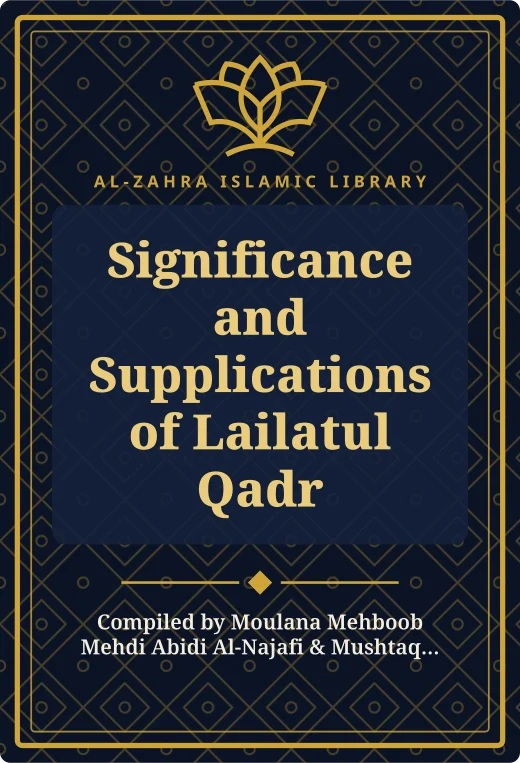 AL-ZAHRA ISLAMIC LIBRARY
Significance
and
Supplications
of Lailatul
Qadr
Compiled by Moulana Mehboob
Mehdi Abidi Al-Najafi & Mushtaq...